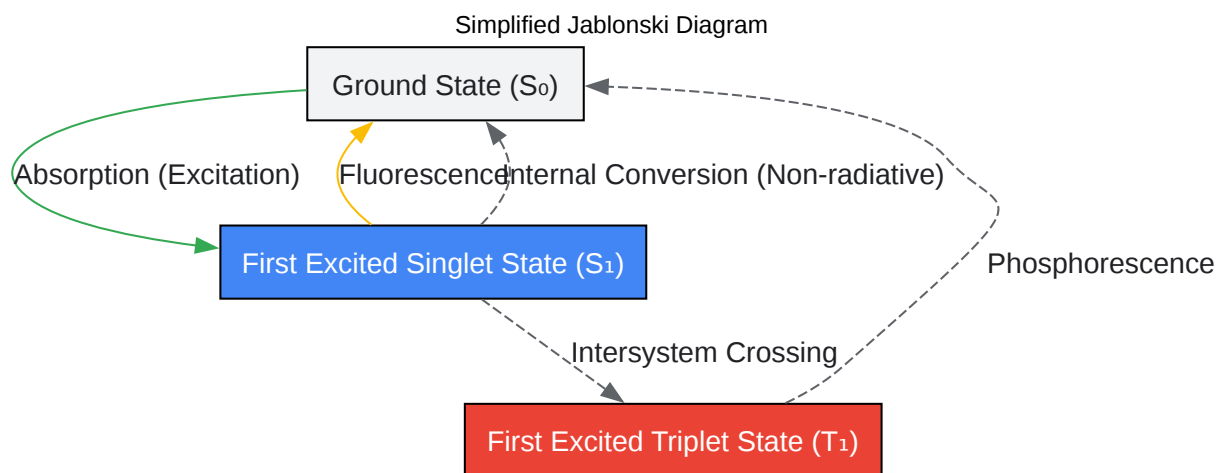 Simplified Jablonski Diagram
Ground State (S₀)
Absorption (Excitation)
Fluorescence
Internal Conversion (Non-radiative)
First Excited Singlet State (S₁)
Phosphorescence
Intersystem Crossing
First Excited Triplet State (T₁)